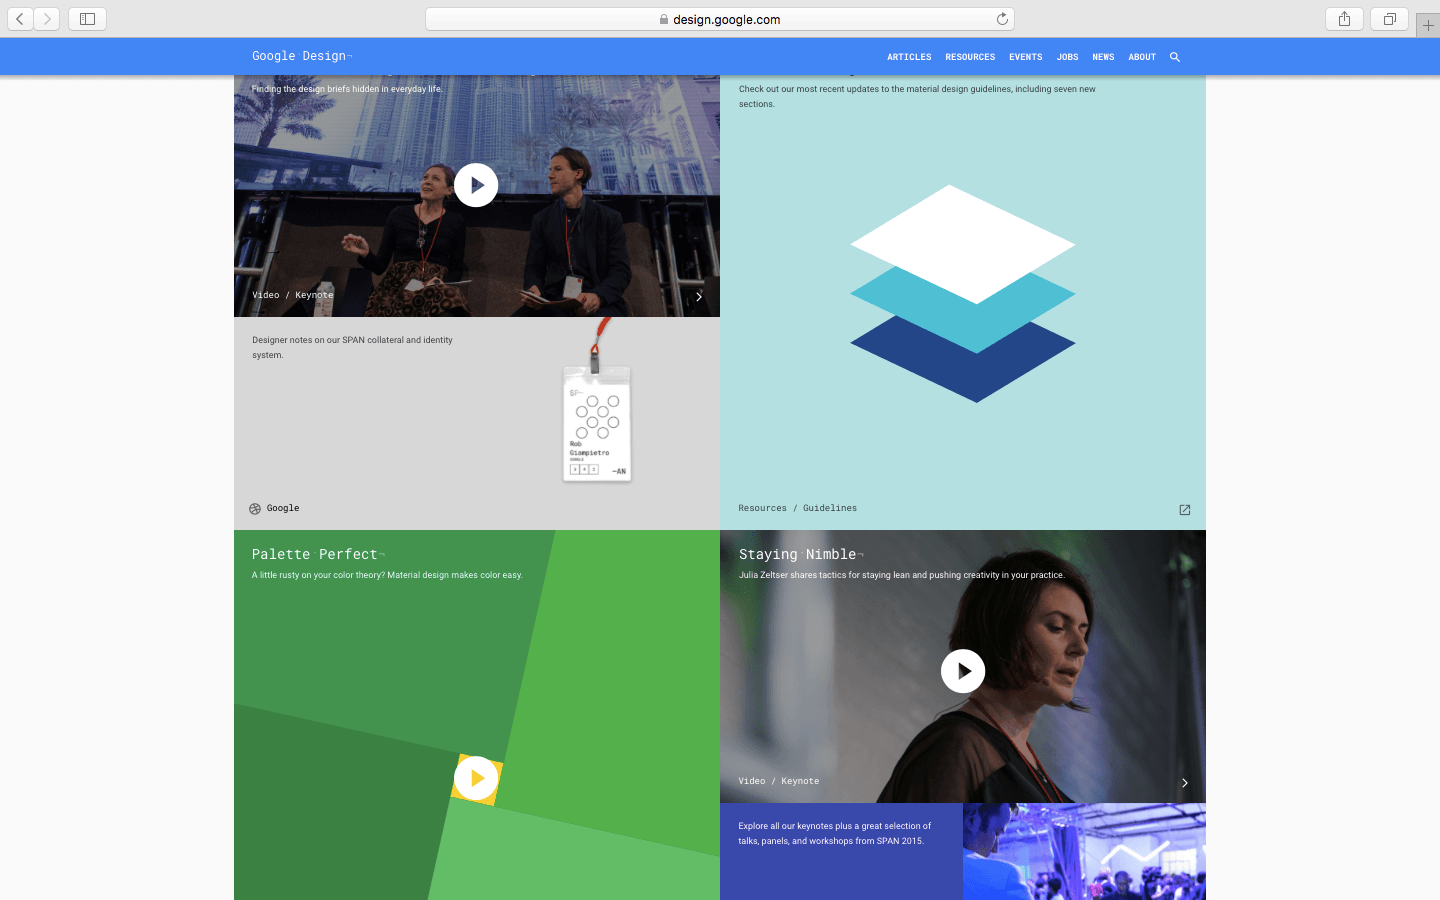 design.google.com
Google Design¬
ARTICLES RESOURCES EVENTS JOBS NEWS ABOUT
Finding the design briefs hidden in everyday life.
Video / Keynote
Check out our most recent updates to the material design guidelines, including seven new
sections.
Resources / Guidelines
Designer notes on our SPAN collateral and identity
system.
SF—
Rob
Giampietro
—AN
Google
Palette Perfect¬
A little rusty on your color theory? Material design makes color easy.
Staying Nimble¬
Julia Zeltser shares tactics for staying lean and pushing creativity in your practice.
Video / Keynote
Explore all our keynotes plus a great selection of
talks, panels, and workshops from SPAN 2015.